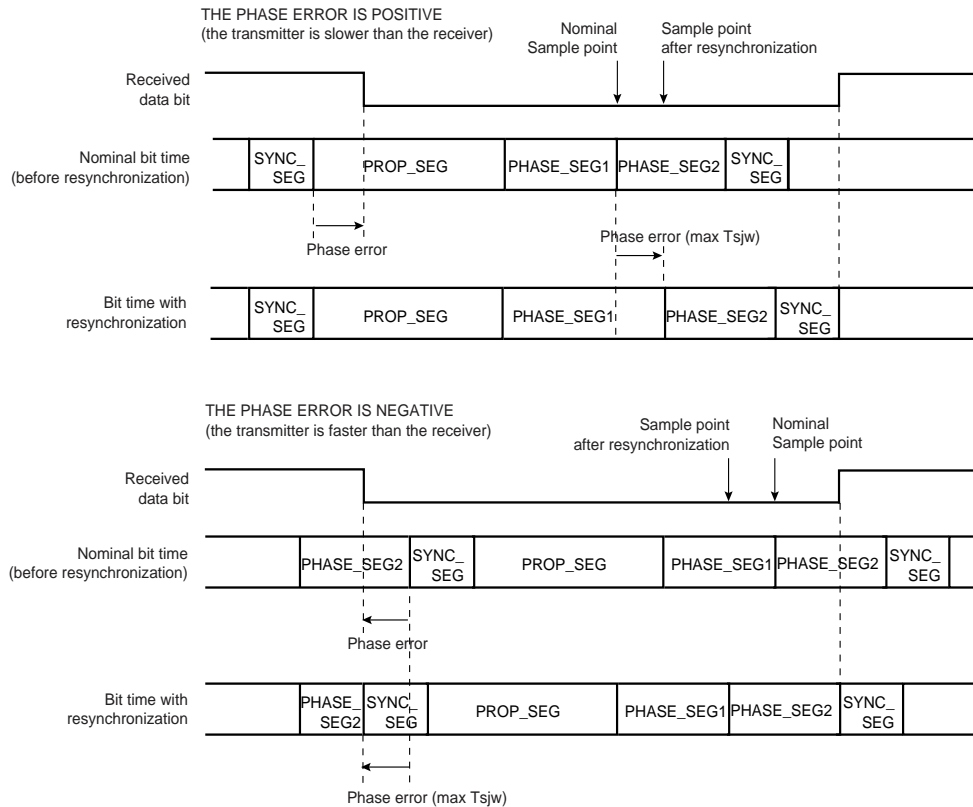 THE PHASE ERROR IS POSITIVE
(the transmitter is slower than the receiver)
Nominal
Sample point
Sample point
after resynchronization
Received
data bit
Nominal bit time
(before resynchronization)
SYNC_
SEG
PROP_SEG
PHASE_SEG1
PHASE_SEG2
SYNC_
SEG
Phase error
Phase error (max Tsjw)
Bit time with
resynchronization
SYNC_
SEG
PROP_SEG
PHASE_SEG1
PHASE_SEG2
SYNC_
SEG
THE PHASE ERROR IS NEGATIVE
(the transmitter is faster than the receiver)
Sample point
after resynchronization
Nominal
Sample point
Received
data bit
Nominal bit time
(before resynchronization)
PHASE_SEG2
SYNC_
SEG
PROP_SEG
PHASE_SEG1
PHASE_SEG2
SYNC_
SEG
Phase error
Bit time with
resynchronization
PHASE_
SEG2
SYNC_
SEG
PROP_SEG
PHASE_SEG1
PHASE_SEG2
SYNC_
SEG
Phase error (max Tsjw)